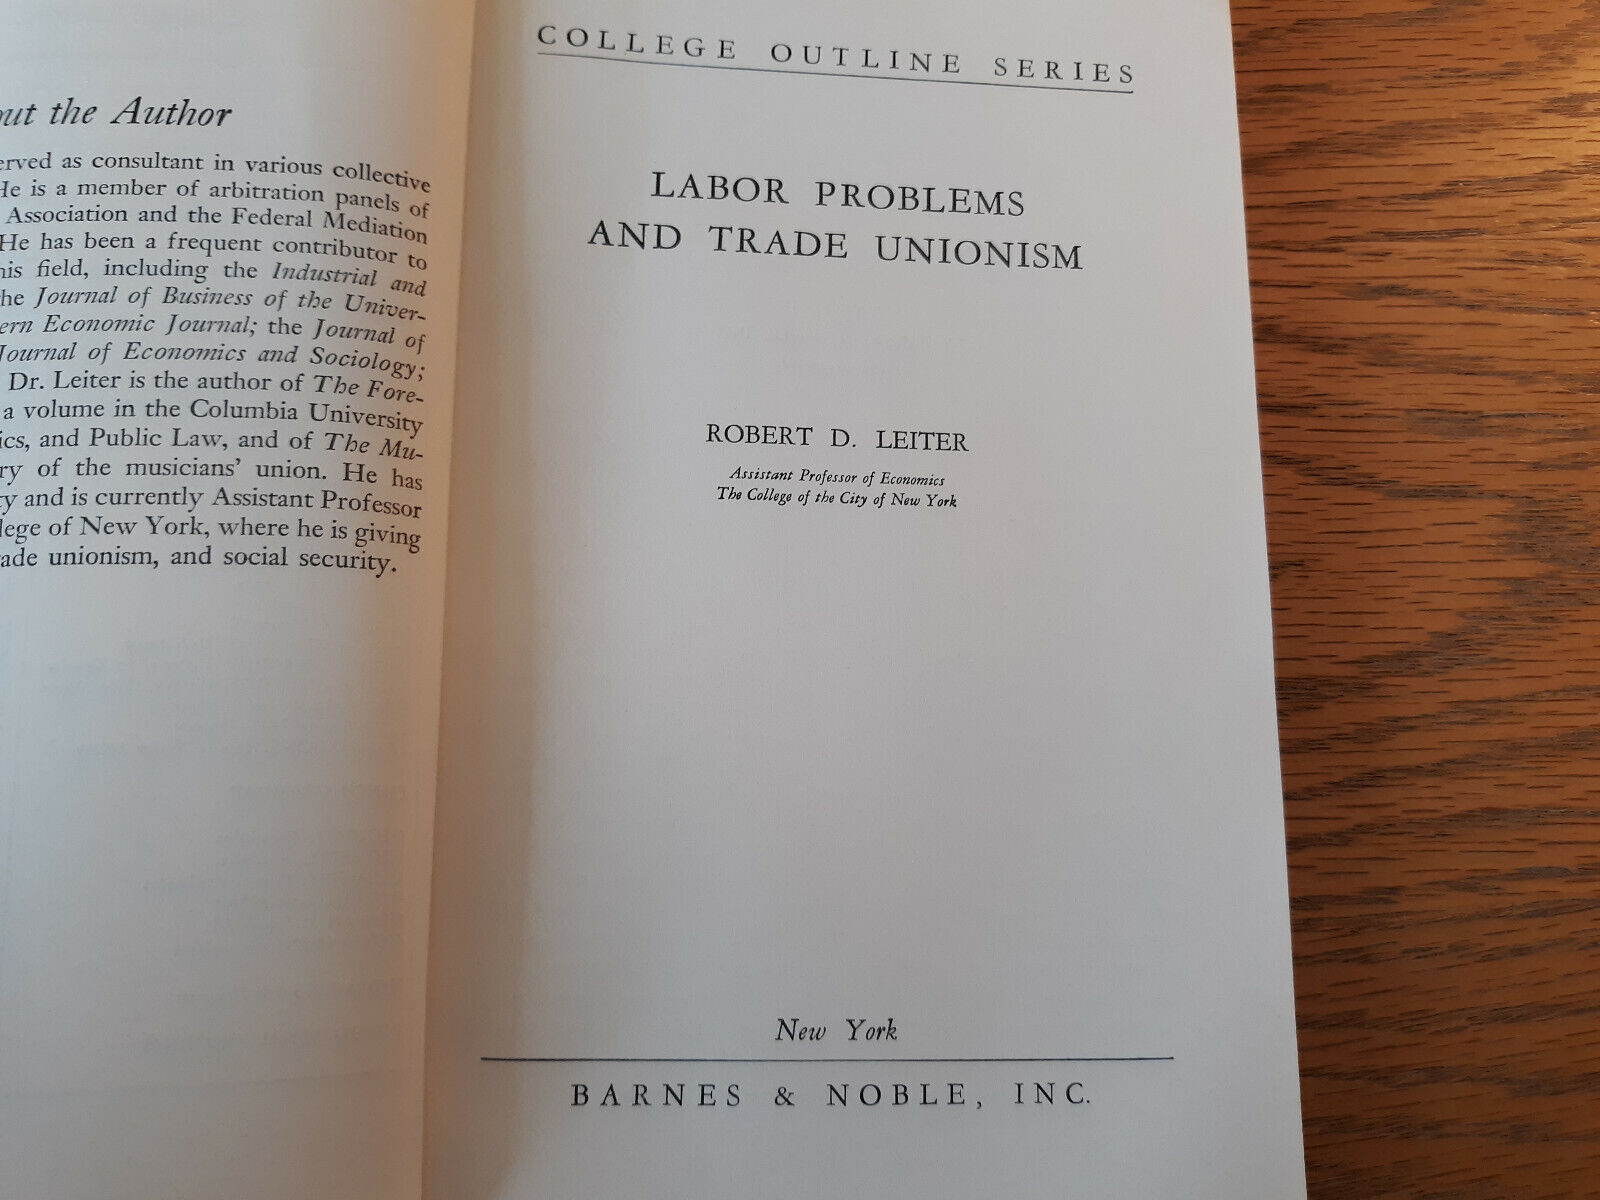 out the Author
erved as consultant in various collective
He is a member of arbitration panels of
Association and the Federal Mediation
He has been a frequent contributor to
his field, including the Industrial and
the Journal of Business of the Univer-
ern Economic Journal; the Journal of
Journal of Economics and Sociology;
Dr. Leiter is the author of The Fore-
a volume in the Columbia University
ics, and Public Law, and of The Mu-
ry of the musicians' union. He has
ty and is currently Assistant Professor
lege of New York, where he is giving
ade unionism, and social security.
COLLEGE OUTLINE SERIES
LABOR PROBLEMS
AND TRADE UNIONISM
ROBERT D. LEITER
Assistant Professor of Economics
The College of the City of New York
New York
BARNES & NOBLE, INC.